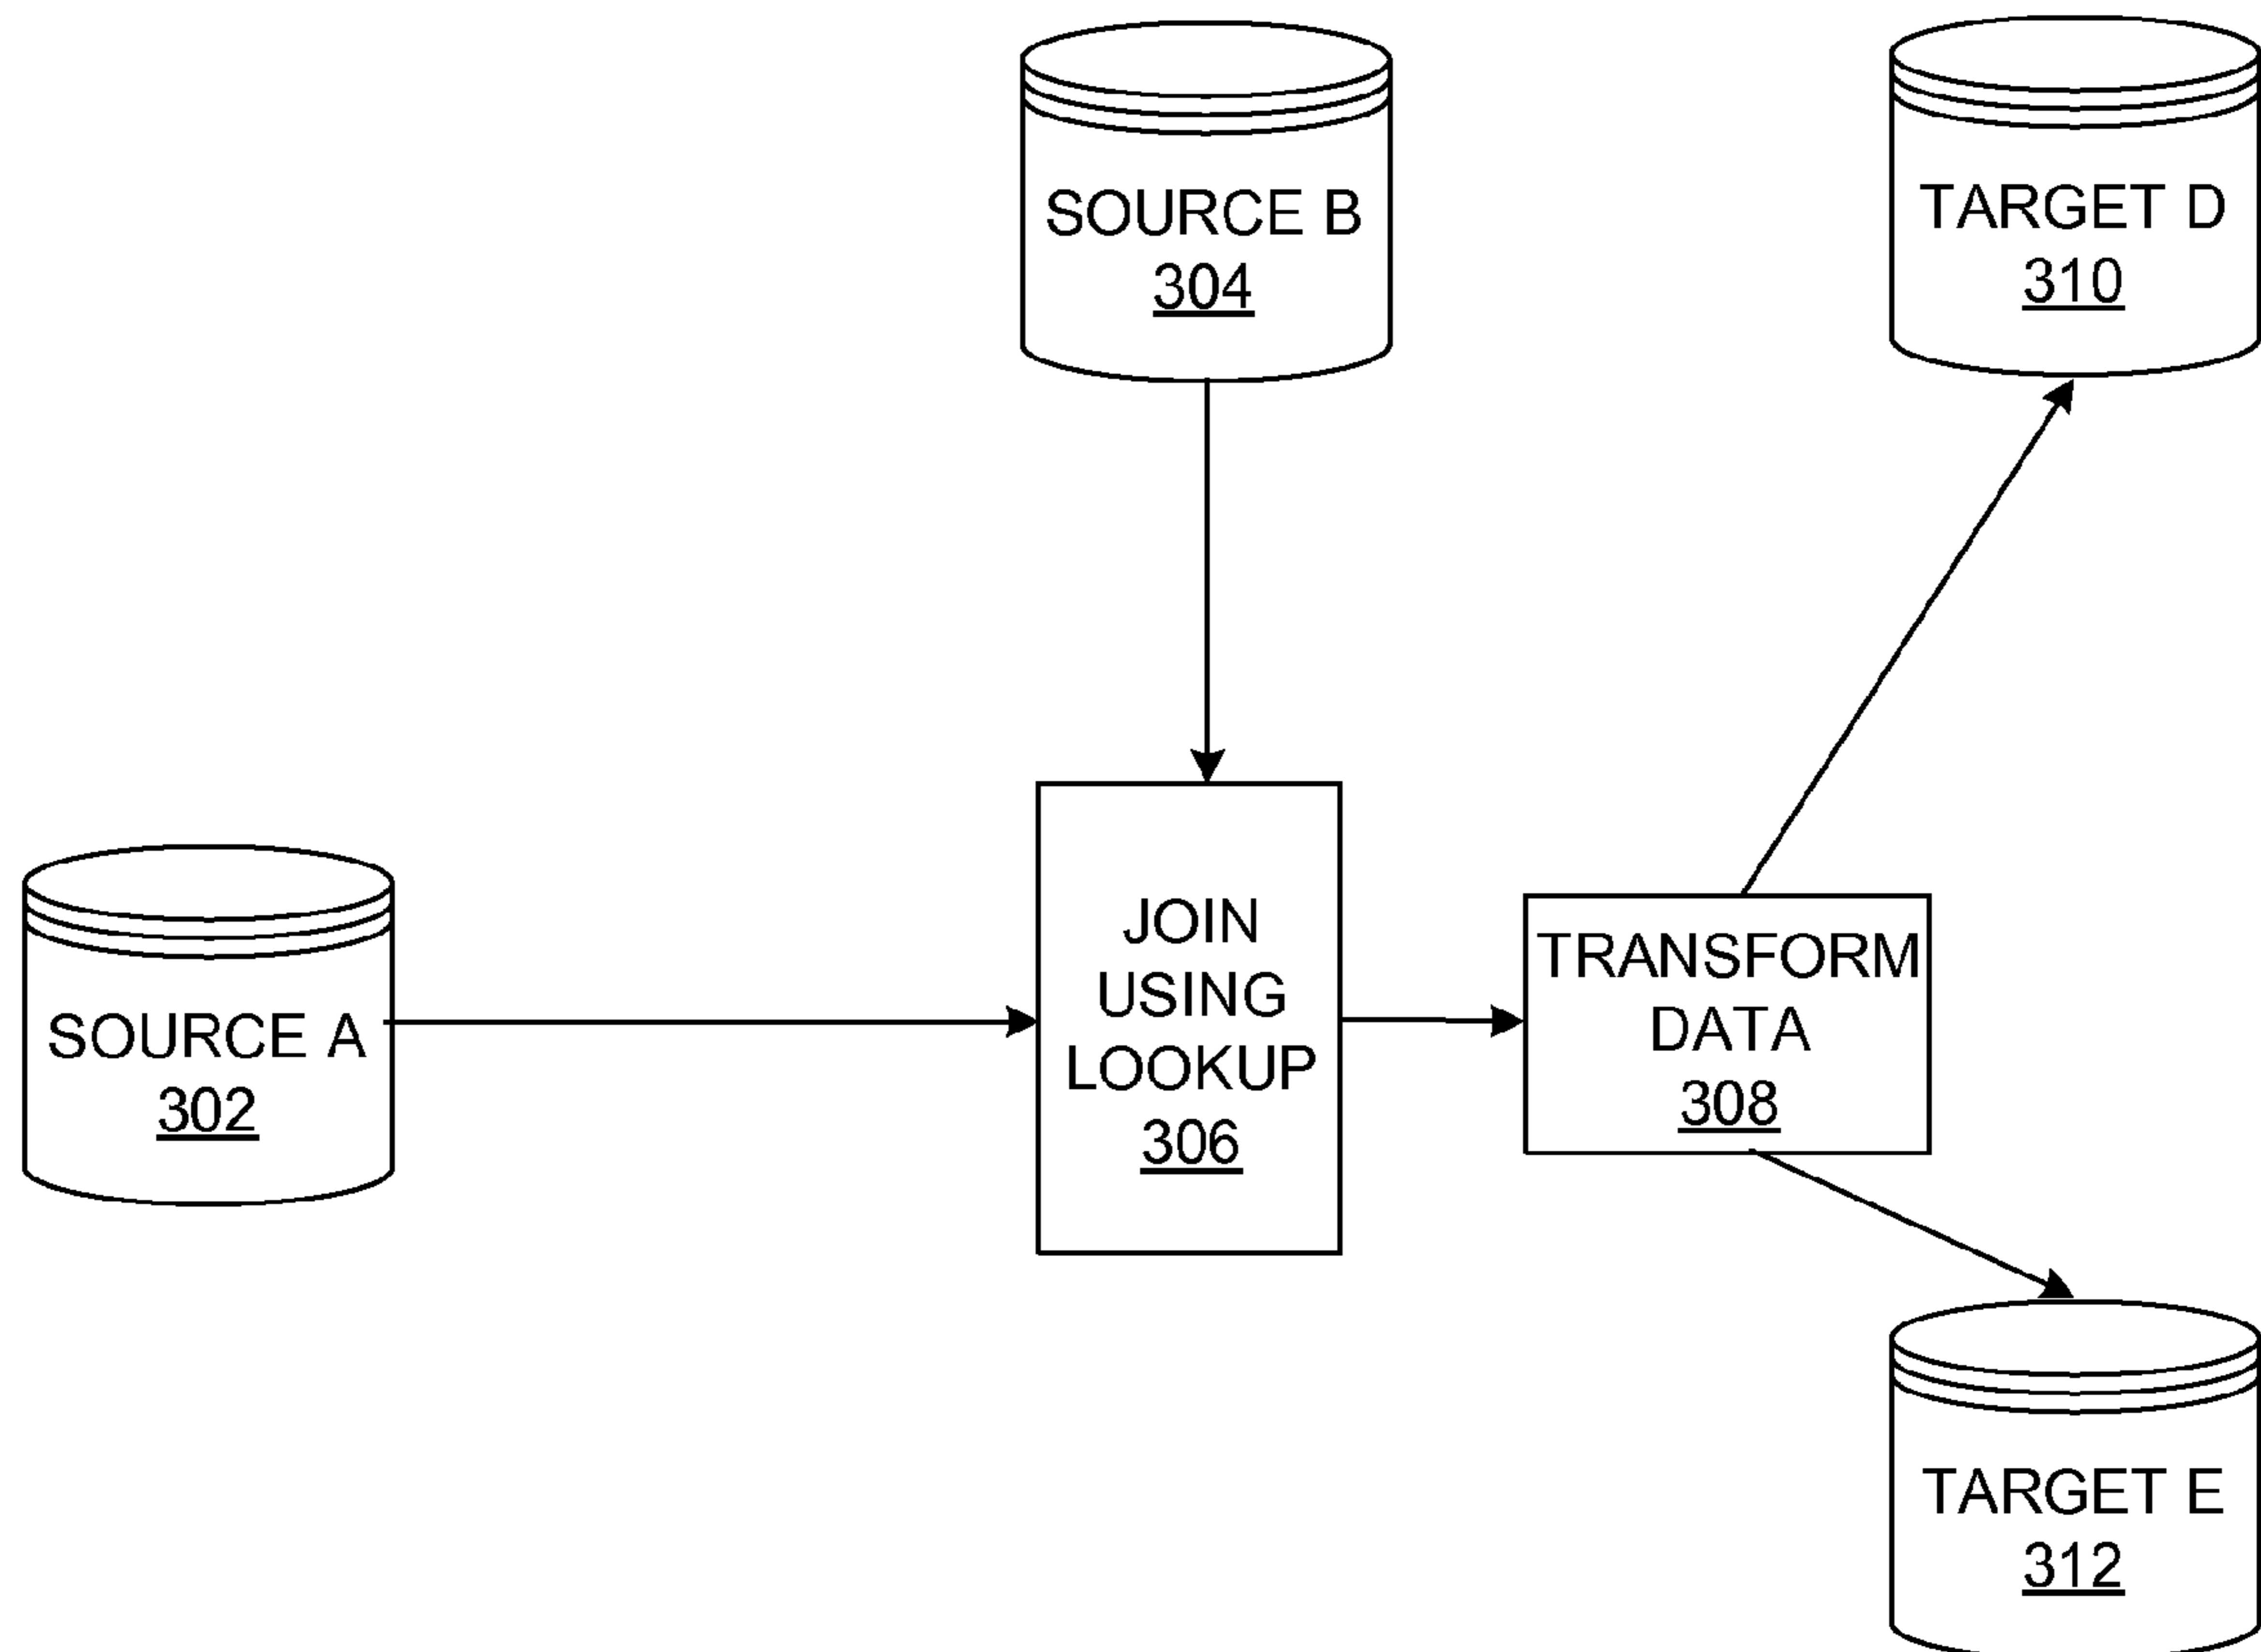 SOURCE B
304
TARGET D
310
SOURCE A
302
JOIN
USING
LOOKUP
306
TRANSFORM
DATA
308
TARGET E
312